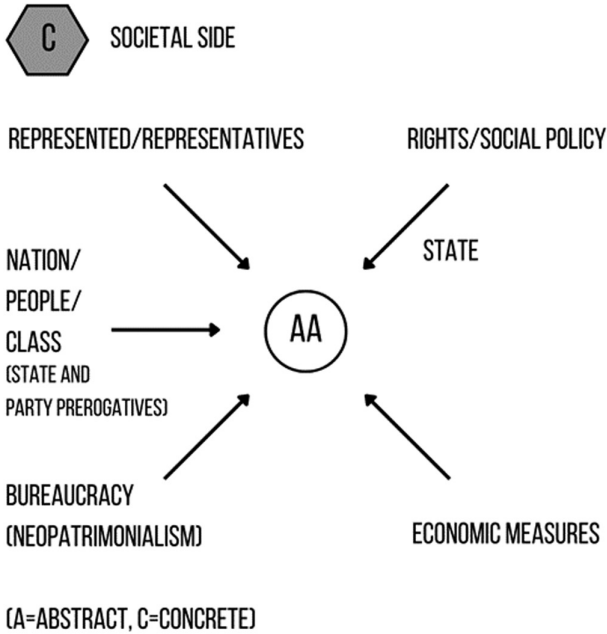 C SOCIETAL SIDE
REPRESENTED/REPRESENTATIVES
RIGHTS/SOCIAL POLICY
STATE
NATION/
PEOPLE/
CLASS
(STATE AND
PARTY PREROGATIVES)
AA
BUREAUCRACY
(NEOPATRIMONIALISM)
ECONOMIC MEASURES
(A=ABSTRACT, C=CONCRETE)